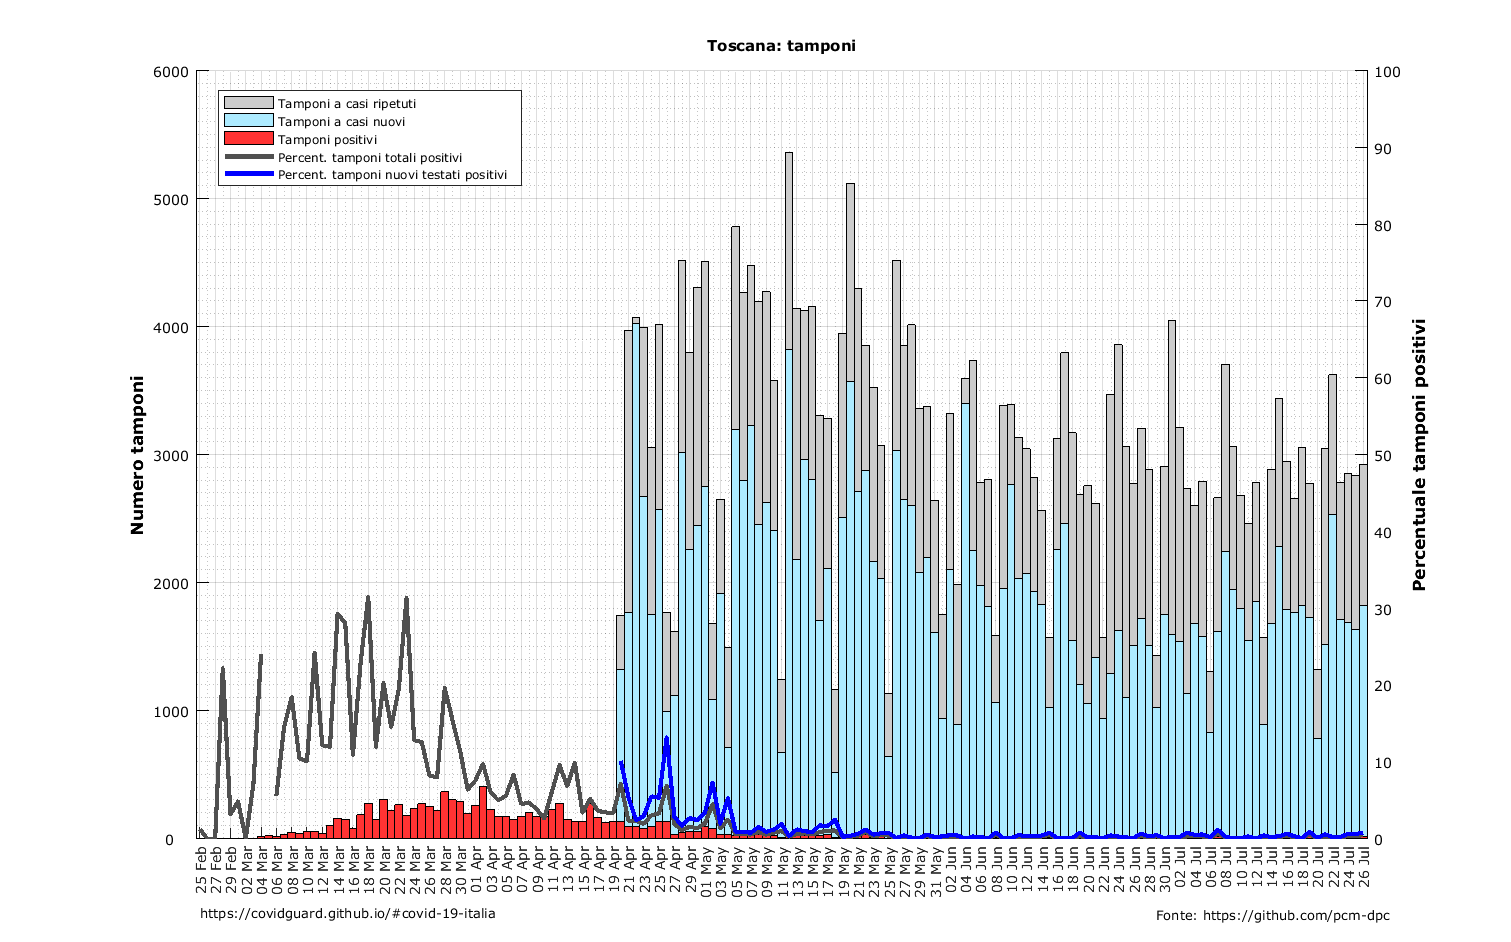 Toscana: tamponi
Tamponi a casi ripetuti
Tamponi a casi nuovi
Tamponi positivi
Percent. tamponi totali positivi
Percent. tamponi nuovi testati positivi
Numero tamponi
6000
5000
4000
3000
2000
1000
0
Percentuale tamponi positivi
100
90
80
70
60
50
40
30
20
10
0
25 Feb
27 Feb
29 Feb
02 Mar
04 Mar
06 Mar
08 Mar
10 Mar
12 Mar
14 Mar
16 Mar
18 Mar
20 Mar
22 Mar
24 Mar
26 Mar
28 Mar
30 Mar
01 Apr
03 Apr
05 Apr
07 Apr
09 Apr
11 Apr
13 Apr
15 Apr
17 Apr
19 Apr
21 Apr
23 Apr
25 Apr
27 Apr
29 Apr
01 May
03 May
05 May
07 May
09 May
11 May
13 May
15 May
17 May
19 May
21 May
23 May
25 May
27 May
29 May
31 May
02 Jun
04 Jun
06 Jun
08 Jun
10 Jun
12 Jun
14 Jun
16 Jun
18 Jun
20 Jun
22 Jun
24 Jun
26 Jun
28 Jun
30 Jun
02 Jul
04 Jul
06 Jul
08 Jul
10 Jul
12 Jul
14 Jul
16 Jul
18 Jul
20 Jul
22 Jul
24 Jul
26 Jul
https://covidguard.github.io/#covid-19-italia
Fonte: https://github.com/pcm-dpc